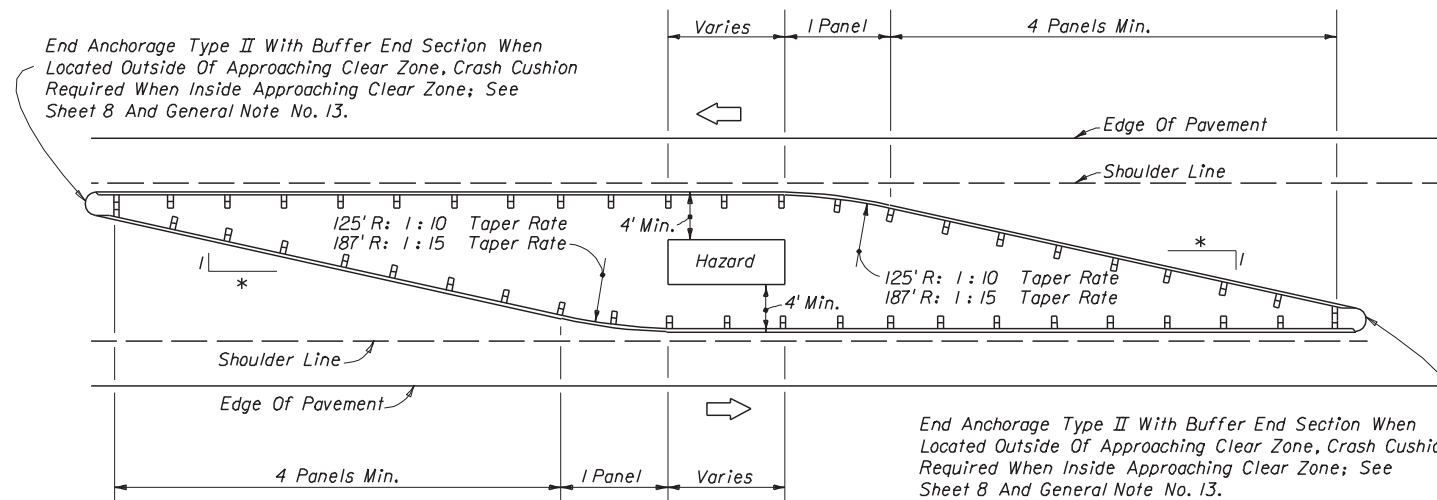 Varies
1 Panel
4 Panels Min.
End Anchorage Type II With Buffer End Section When
Located Outside Of Approaching Clear Zone, Crash Cushion
Required When Inside Approaching Clear Zone; See
Sheet 8 And General Note No. 13.
Edge Of Pavement
Shoulder Line
125' R: 1 : 10 Taper Rate
187' R: 1 : 15 Taper Rate
4' Min.
Hazard
1
*
*
1
125' R: 1 : 10 Taper Rate
187' R: 1 : 15 Taper Rate
4' Min.
Shoulder Line
Edge Of Pavement
End Anchorage Type II With Buffer End Section When
Located Outside Of Approaching Clear Zone, Crash Cushio
Required When Inside Approaching Clear Zone; See
Sheet 8 And General Note No. 13.
4 Panels Min.
1 Panel
Varies